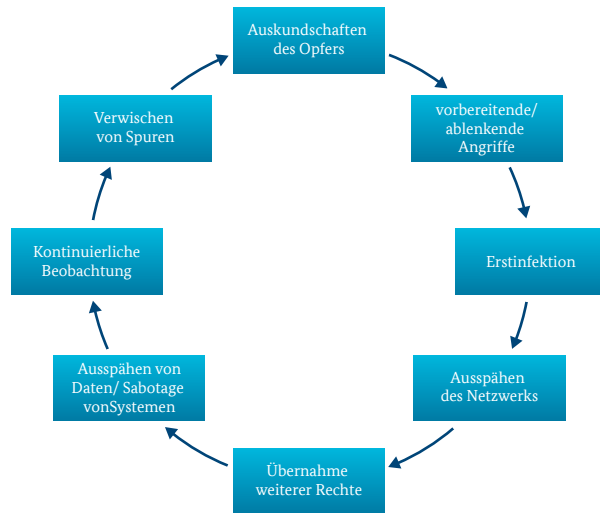 Auskundschaften
des Opfers
vorbereitende/
ablenkende
Angriffe
Erstinfektion
Ausspähen
des Netzwerks
Übernahme
weiterer Rechte
Ausspähen von
Daten/ Sabotage
vonSystemen
Kontinuierliche
Beobachtung
Verwischen
von Spuren